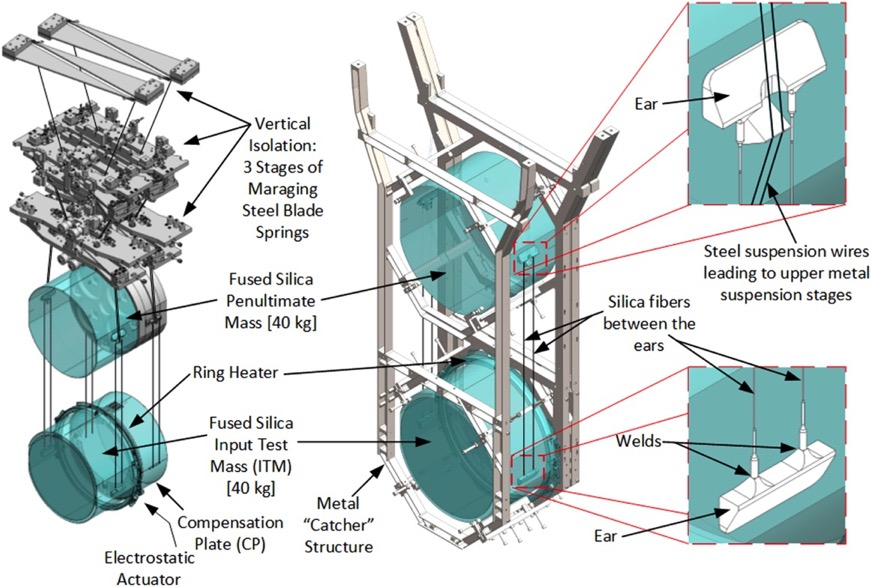 Vertical
Isolation:
3 Stages of
Maraging
Steel Blade
Springs
Fused Silica
Penultimate
Mass [40 kg]
Ring Heater
Fused Silica
Input Test
Mass (ITM)
[40 kg]
Compensation
Plate (CP)
Electrostatic
Actuator
Metal
“Catcher”
Structure
Ear
Steel suspension wires
leading to upper metal
suspension stages
Silica fibers
between the
ears
Welds
Ear